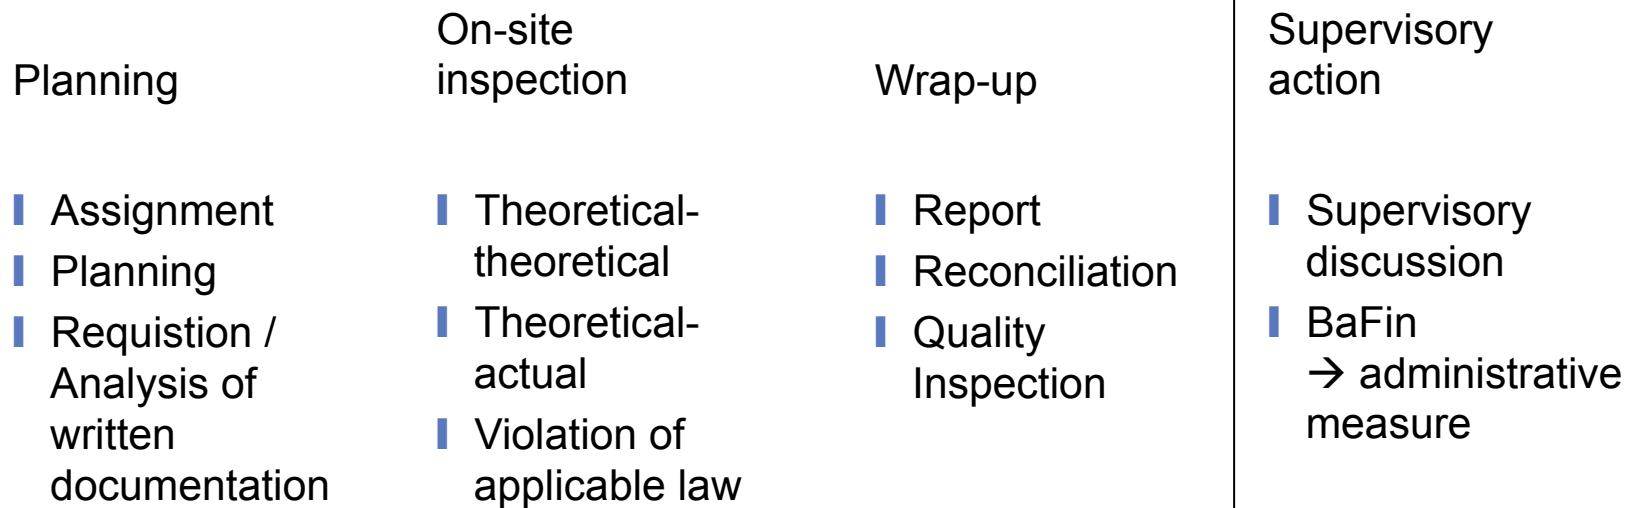 Planning
Assignment
Planning
Requistion /
Analysis of
written
documentation
On-site
inspection
Theoretical-
theoretical
Theoretical-
actual
Violation of
applicable law
Wrap-up
Report
Reconciliation
Quality
Inspection
Supervisory
action
Supervisory
discussion
BaFin
→ administrative
measure